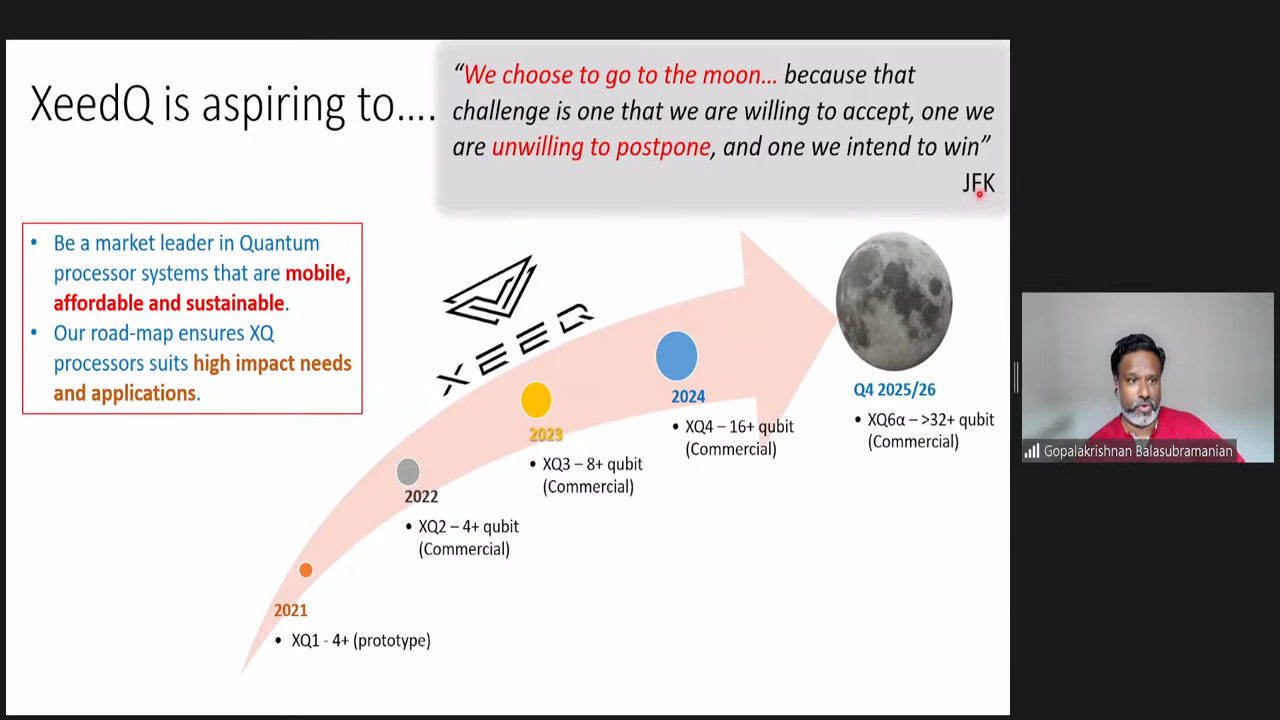 XeedQ is aspiring to....
“We choose to go to the moon... because that
challenge is one that we are willing to accept, one we
are unwilling to postpone, and one we intend to win”
JFK
• Be a market leader in Quantum
processor systems that are mobile,
affordable and sustainable.
• Our road-map ensures XQ
processors suits high impact needs
and applications.
XEEQ
2021
• XQ1 - 4+ (prototype)
2022
• XQ2 – 4+ qubit
(Commercial)
2023
• XQ3 – 8+ qubit
(Commercial)
2024
• XQ4 – 16+ qubit
(Commercial)
Q4 2025/26
• XQ6α – >32+ qubit
(Commercial)
Gopalakrishnan Balasubramanian